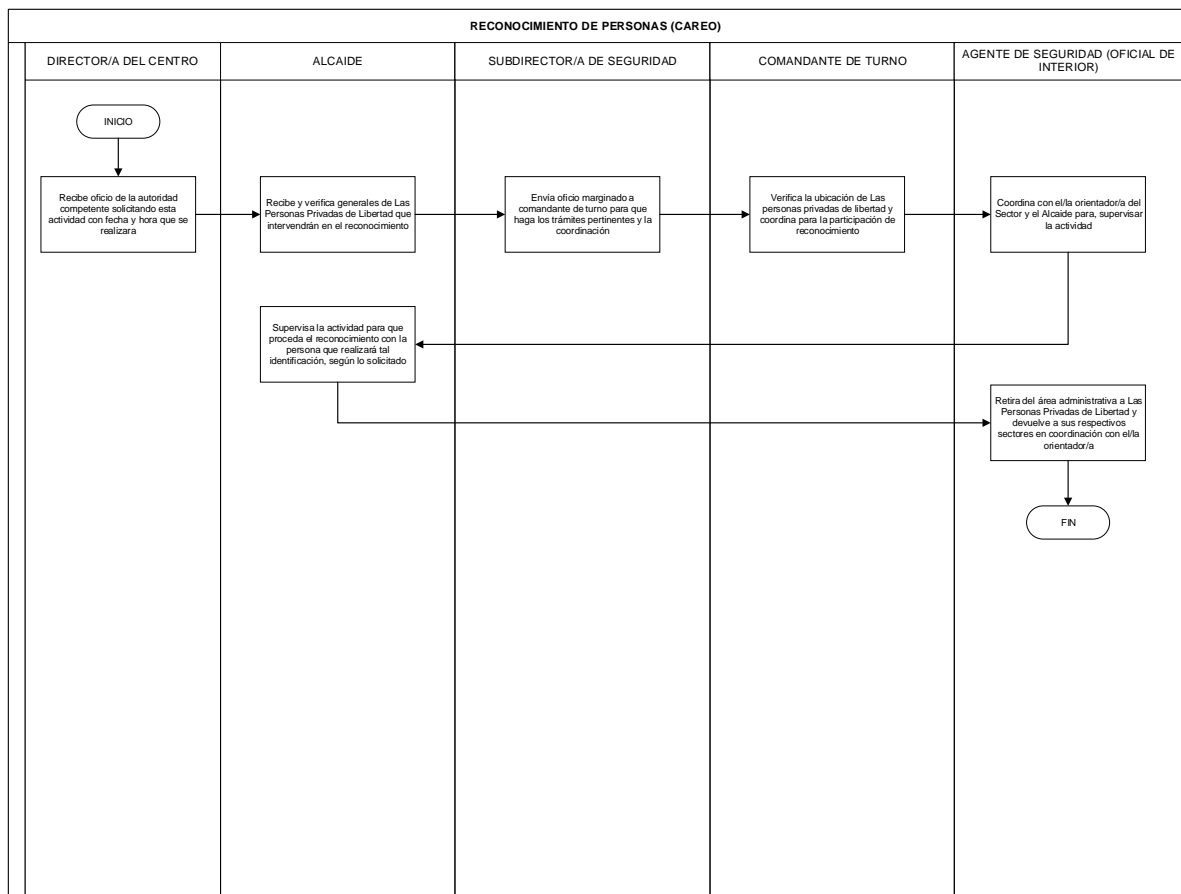 RECONOCIMIENTO DE PERSONAS (CAREO)
DIRECTOR/A DEL CENTRO
ALCAIDE
SUBDIRECTOR/A DE SEGURIDAD
COMANDANTE DE TURNO
AGENTE DE SEGURIDAD (OFICIAL DE
INTERIOR)
INICIO
Recibe oficio de la autoridad
competente solicitando esta
actividad con fecha y hora que se
realizara
Recibe y verifica generales de Las
Personas Privadas de Libertad que
intervendrán en el reconocimiento
Envía oficio marginado a
comandante de turno para que
haga los trámites pertinentes y la
coordinación
Verifica la ubicación de Las
personas privadas de libertad y
coordina para la participación de
reconocimiento
Coordina con el/la orientador/a del
Sector y el Alcaide para, supervisar
la actividad
Supervisa la actividad para que
proceda el reconocimiento con la
persona que realizará tal
identificación, según lo solicitado
Retira del área administrativa a Las
Personas Privadas de Libertad y
devuelve a sus respectivos
sectores en coordinación con el/la
orientador/a
FIN